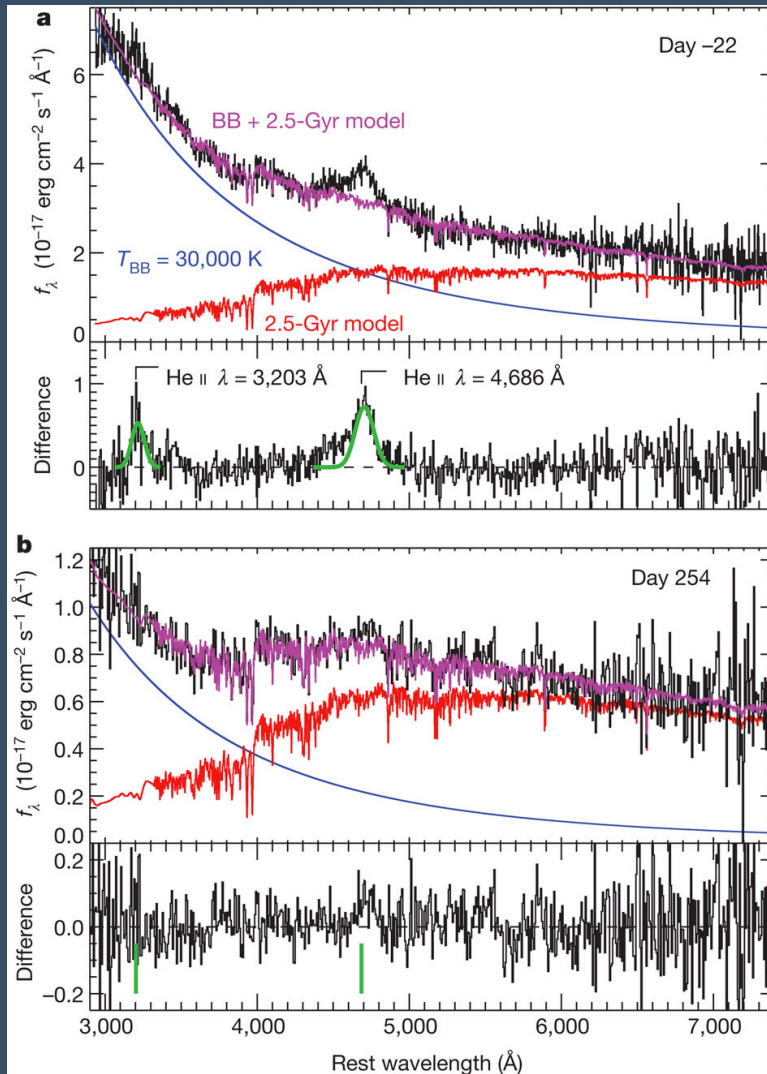 a
Day –22
BB + 2.5-Gyr model
T_BB = 30,000 K
2.5-Gyr model
f_λ (10⁻¹⁷ erg cm⁻² s⁻¹ Å⁻¹)
6
4
2
0
He II λ = 3,203 Å
He II λ = 4,686 Å
Difference
1
0
b
Day 254
f_λ (10⁻¹⁷ erg cm⁻² s⁻¹ Å⁻¹)
1.2
1.0
0.8
0.6
0.4
0.2
0.0
Difference
0.2
0.0
–0.2
3,000 4,000 5,000 6,000 7,000
Rest wavelength (Å)